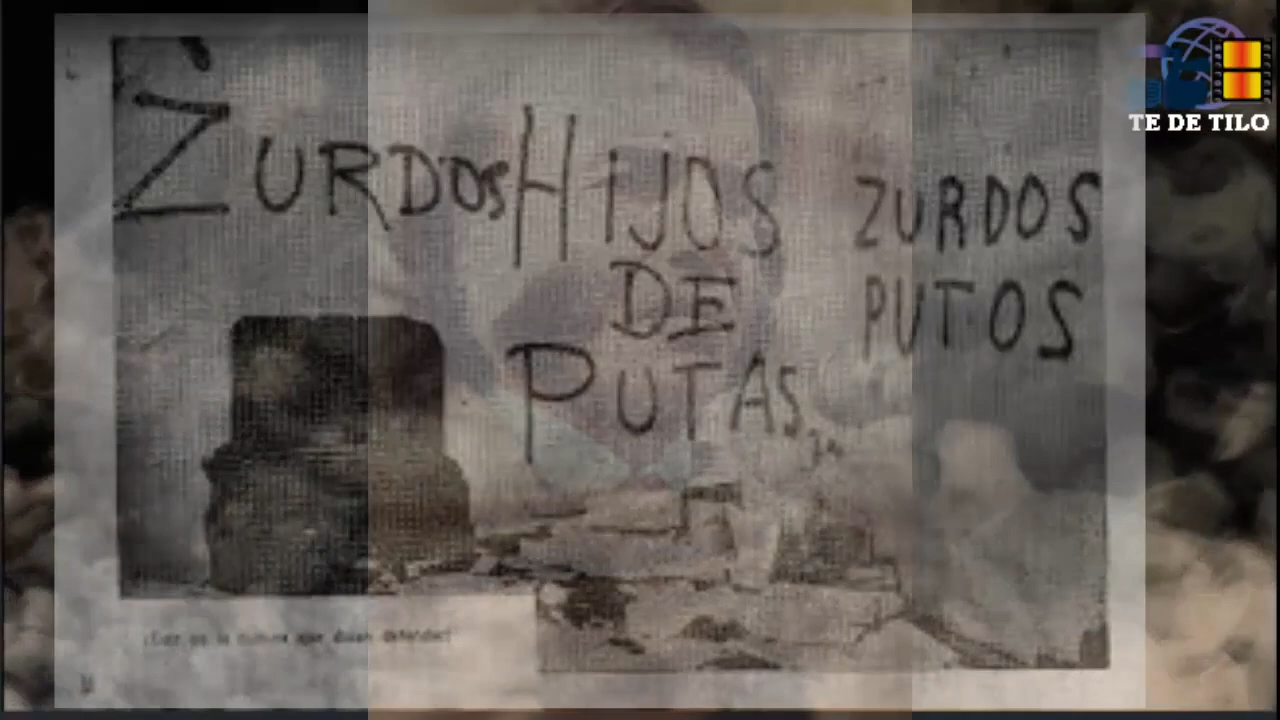 TE DE TILO
ZURDOS HIJOS
DE
PUTAS
ZURDOS
PUTOS